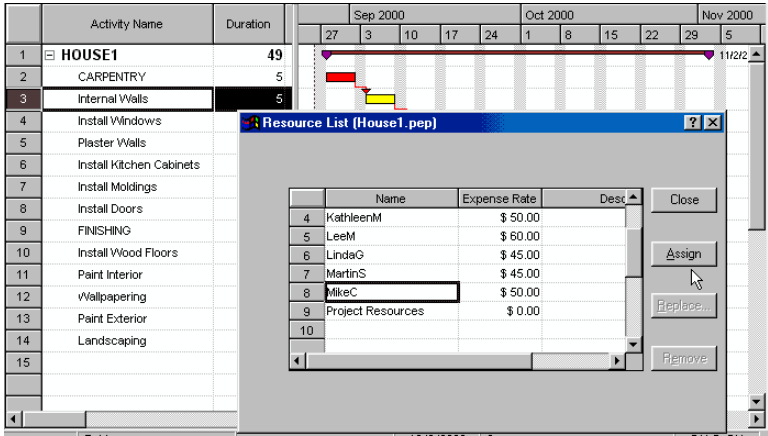 Activity Name Duration Sep 2000 Oct 2000 Nov 2000
27 3 10 17 24 1 8 15 22 29 5
1 HOUSE1 49 11/2/2
2 CARPENTRY 5
3 Internal Walls 5
4 Install Windows
5 Plaster Walls
6 Install Kitchen Cabinets
7 Install Moldings
8 Install Doors
9 FINISHING
10 Install Wood Floors
11 Paint Interior
12 Wallpapering
13 Paint Exterior
14 Landscaping
15
Resource List (House1.pep)
Name Expense Rate Desc
4 KathleenM $ 50.00
5 LeeM $ 60.00
6 LindaG $ 45.00
7 MartinS $ 45.00
8 MikeC $ 50.00
9 Project Resources $ 0.00
10
Close
Assign
Replace...
Remove